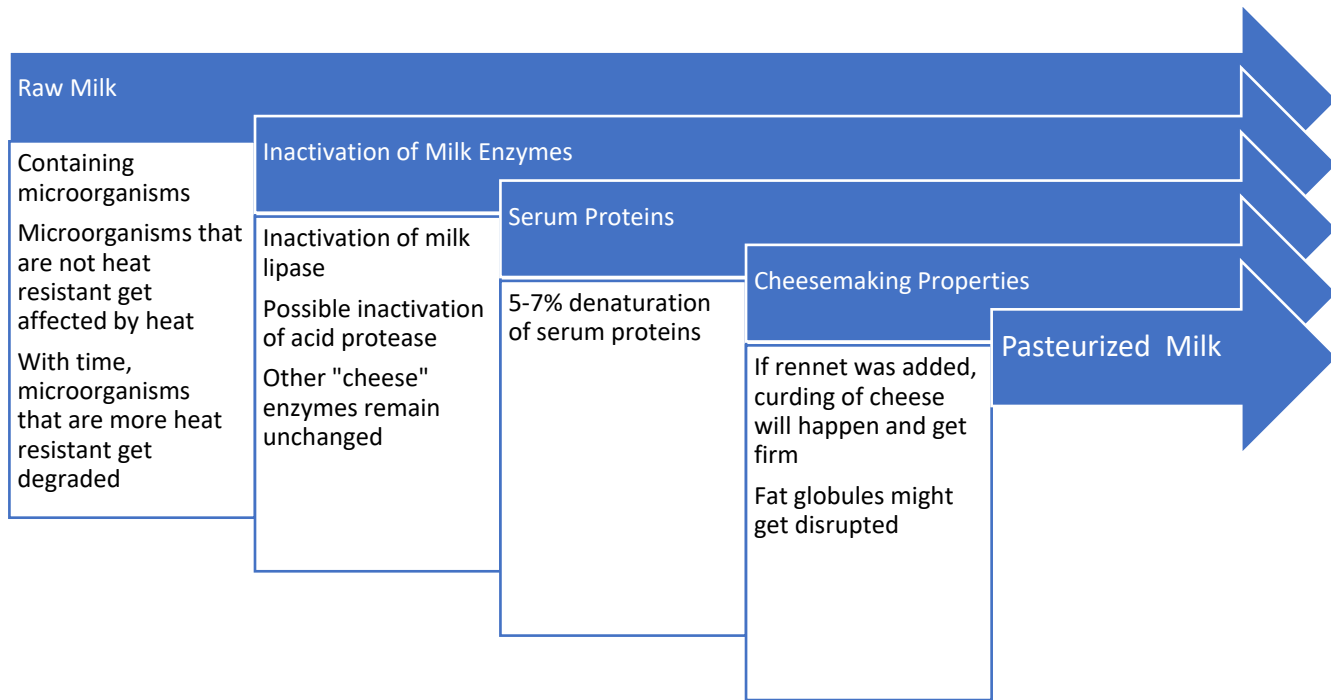 Raw Milk
Containing
microorganisms
Microorganisms that
are not heat
resistant get
affected by heat
With time,
microorganisms
that are more heat
resistant get
degraded
Inactivation of Milk Enzymes
Inactivation of milk
lipase
Possible inactivation
of acid protease
Other "cheese"
enzymes remain
unchanged
Serum Proteins
5-7% denaturation
of serum proteins
Cheesemaking Properties
If rennet was added,
curding of cheese
will happen and get
firm
Fat globules might
get disrupted
Pasteurized Milk